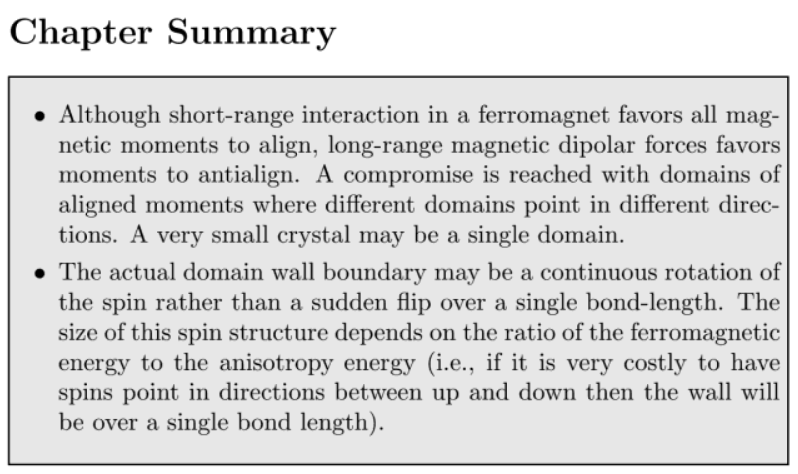 Chapter Summary
• Although short-range interaction in a ferromagnet favors all mag-
netic moments to align, long-range magnetic dipolar forces favors
moments to antialign. A compromise is reached with domains of
aligned moments where different domains point in different direc-
tions. A very small crystal may be a single domain.
• The actual domain wall boundary may be a continuous rotation of
the spin rather than a sudden flip over a single bond-length. The
size of this spin structure depends on the ratio of the ferromagnetic
energy to the anisotropy energy (i.e., if it is very costly to have
spins point in directions between up and down then the wall will
be over a single bond length).